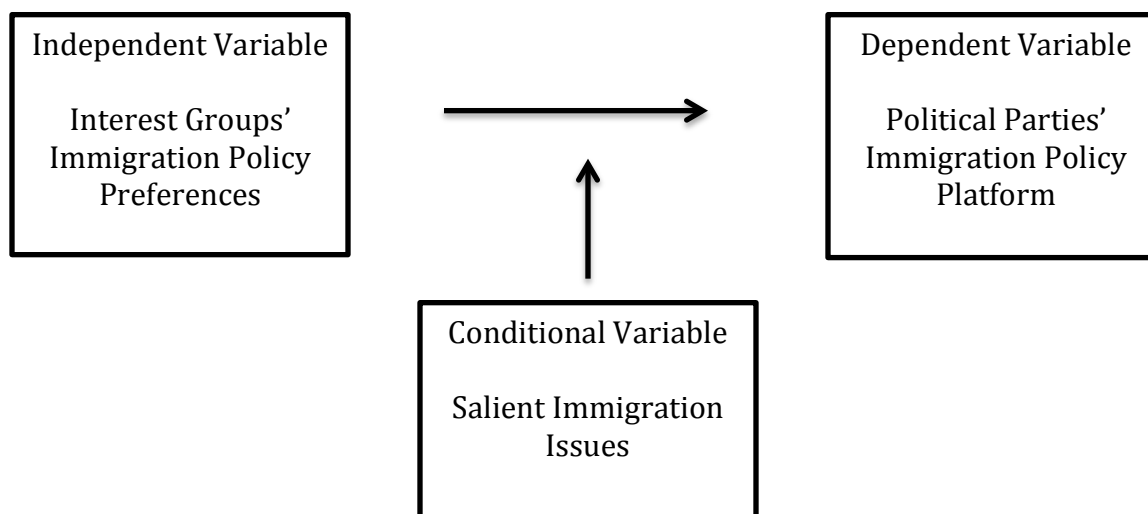 Independent Variable
Interest Groups’
Immigration Policy
Preferences
Dependent Variable
Political Parties’
Immigration Policy
Platform
Conditional Variable
Salient Immigration
Issues